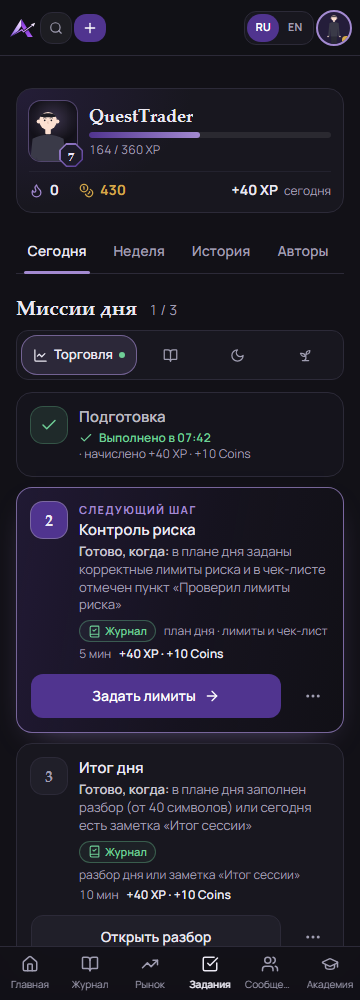 RU EN
QuestTrader
7
164 / 360 XP
0 430 +40 XP сегодня
Сегодня Неделя История Авторы
Миссии дня 1 / 3
Торговля
Подготовка
Выполнено в 07:42
· начислено +40 XP · +10 Coins
2
СЛЕДУЮЩИЙ ШАГ
Контроль риска
Готово, когда: в плане дня заданы
корректные лимиты риска и в чек-листе
отмечен пункт «Проверил лимиты
риска»
Журнал план дня · лимиты и чек-лист
5 мин +40 XP · +10 Coins
Задать лимиты →
3
Итог дня
Готово, когда: в плане дня заполнен
разбор (от 40 символов) или сегодня
есть заметка «Итог сессии»
Журнал
разбор дня или заметка «Итог сессии»
10 мин +40 XP · +10 Coins
Открыть разбор
Главная Журнал Рынок Задания Сообще... Академия